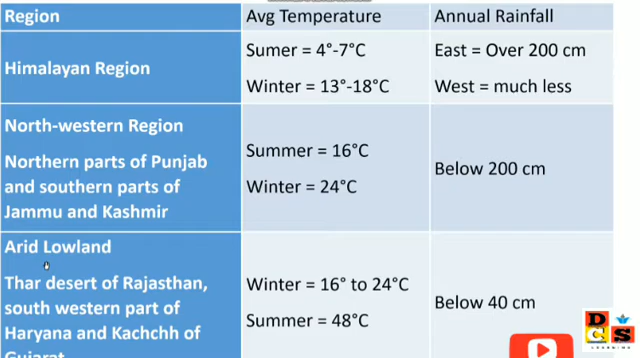 Region Avg Temperature Annual Rainfall
Himalayan Region
Sumer = 4°-7°C
Winter = 13°-18°C
East = Over 200 cm
West = much less
North-western Region
Northern parts of Punjab
and southern parts of
Jammu and Kashmir
Summer = 16°C
Winter = 24°C
Below 200 cm
Arid Lowland
Thar desert of Rajasthan,
south western part of
Haryana and Kachchh of
Gujarat
Winter = 16° to 24°C
Summer = 48°C
Below 40 cm
D
C S
LEARNING